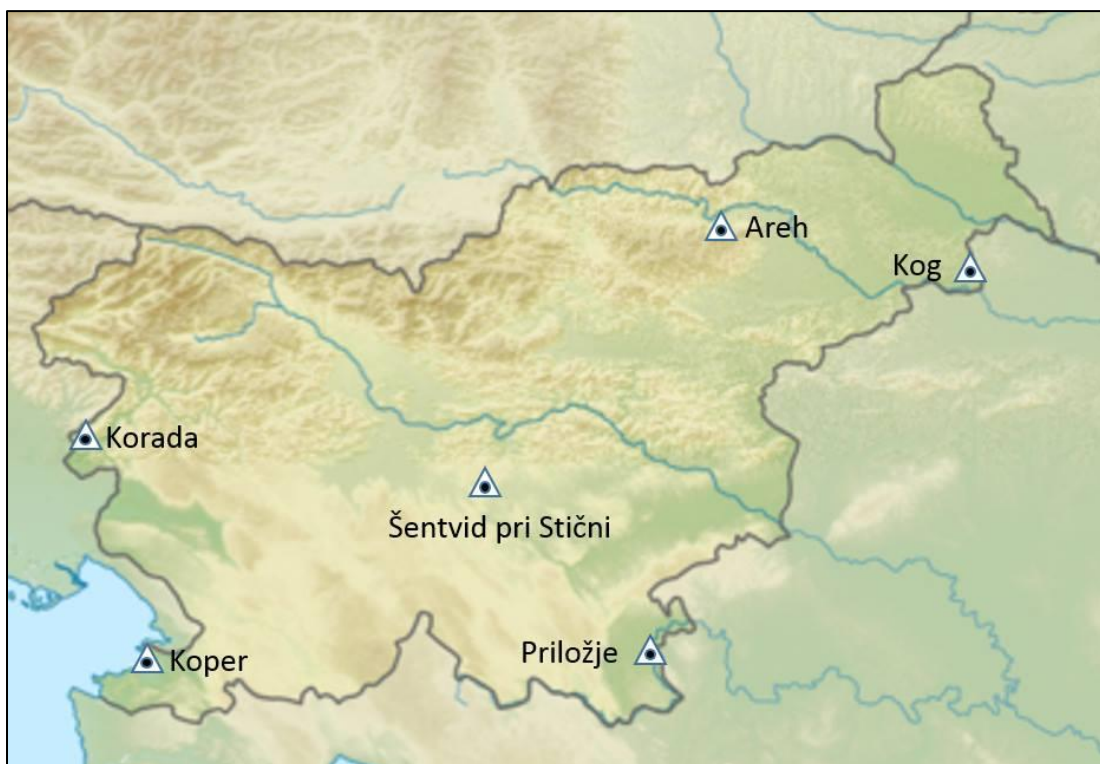 Areh
Kog
Korada
Šentvid pri Stični
Koper
Priložje